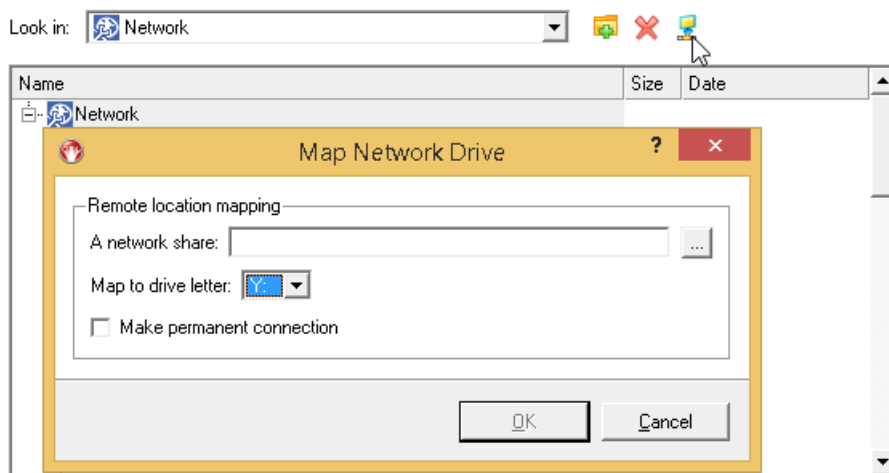 Look in: Network
Name Size Date
Network
Map Network Drive ? ×
Remote location mapping
A network share: ...
Map to drive letter: Y:
Make permanent connection
OK Cancel